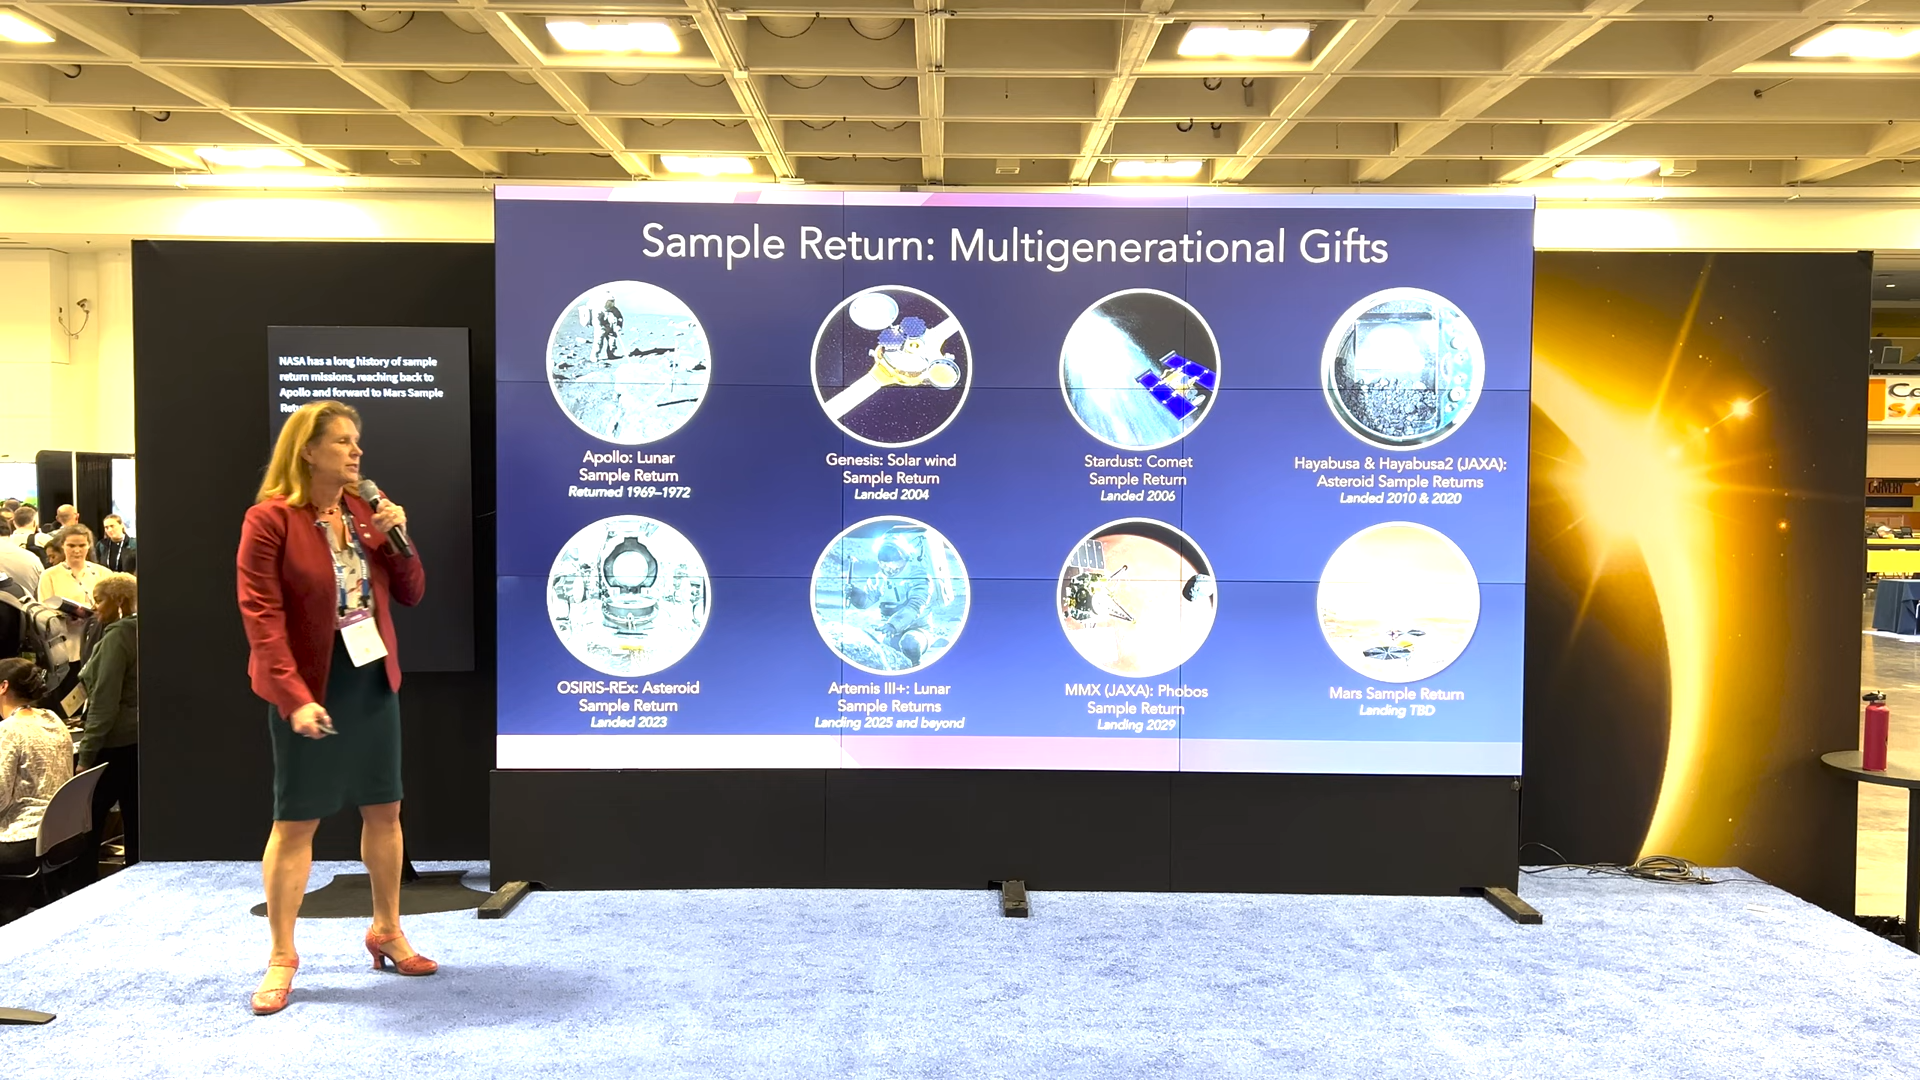 Sample Return: Multigenerational Gifts
NASA has a long history of sample
return missions, reaching back to
Apollo and forward to Mars Sample
Apollo: Lunar
Sample Return
Returned 1969–1972
Genesis: Solar wind
Sample Return
Landed 2004
Stardust: Comet
Sample Return
Landed 2006
Hayabusa & Hayabusa2 (JAXA):
Asteroid Sample Returns
Landed 2010 & 2020
OSIRIS-REx: Asteroid
Sample Return
Landed 2023
Artemis III+: Lunar
Sample Returns
Landing 2025 and beyond
MMX (JAXA): Phobos
Sample Return
Landing 2029
Mars Sample Return
Landing TBD